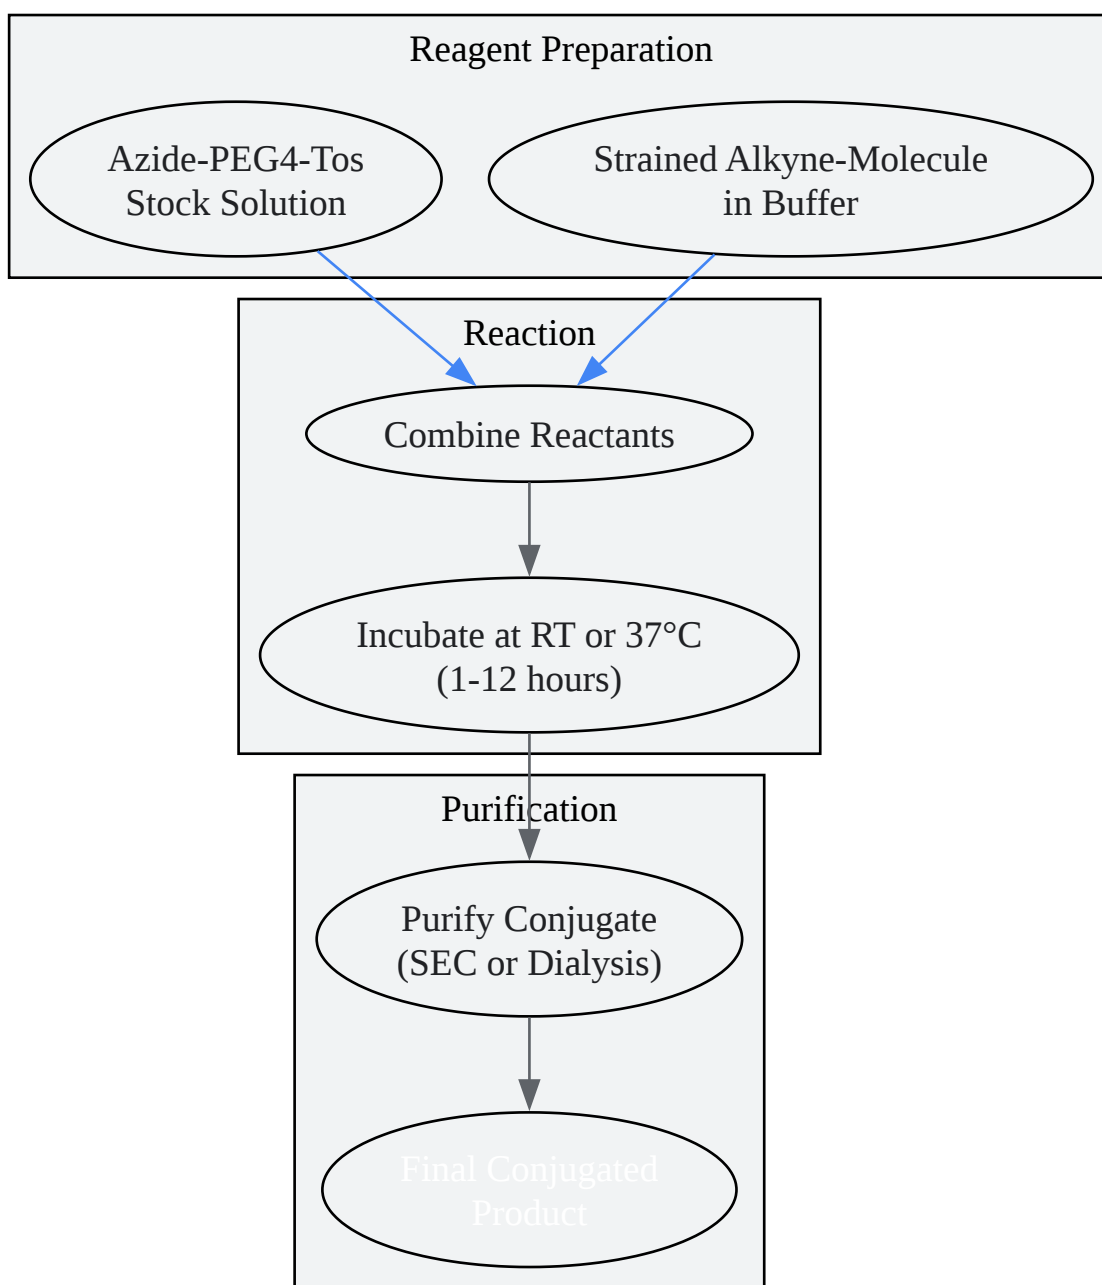 Reagent Preparation
Azide-PEG4-Tos
Stock Solution
Strained Alkyne-Molecule
in Buffer
Reaction
Combine Reactants
Incubate at RT or 37°C
(1-12 hours)
Purification
Purify Conjugate
(SEC or Dialysis)
Final Conjugated
Product